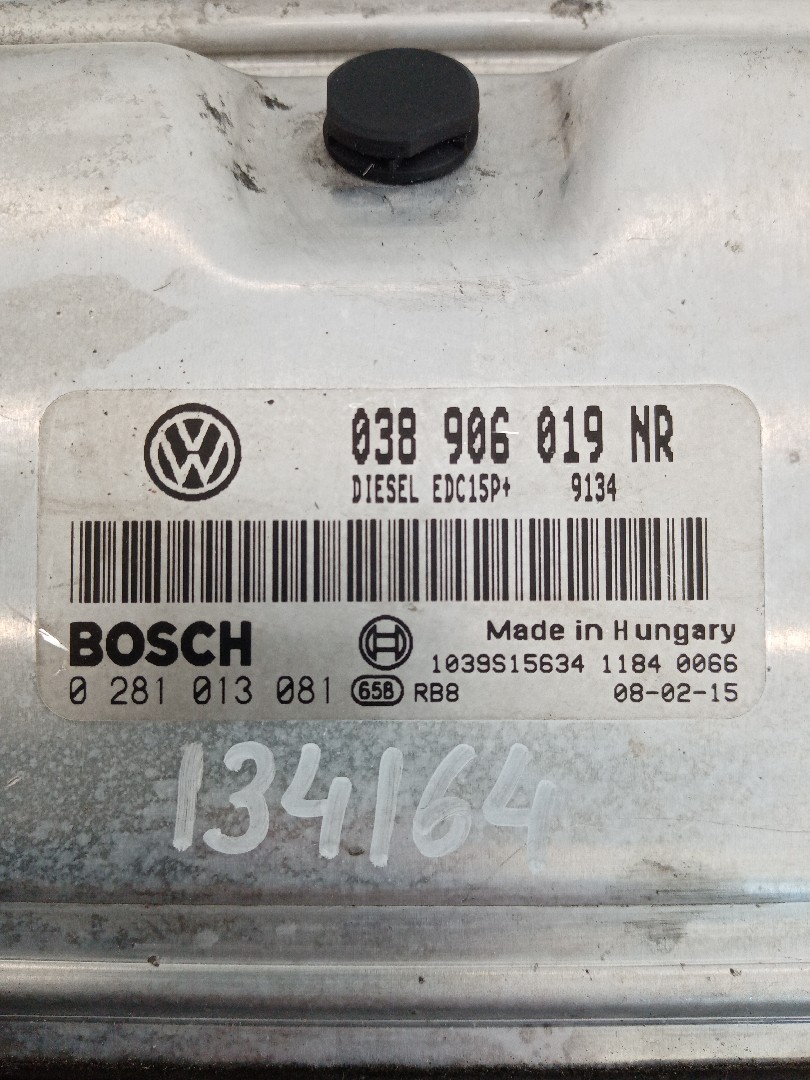 038 906 019 NR
DIESEL EDC15P+ 9134
BOSCH
Made in Hungary
1039S15634 1184 0066
0 281 013 081 65B RB8 08-02-15
134164